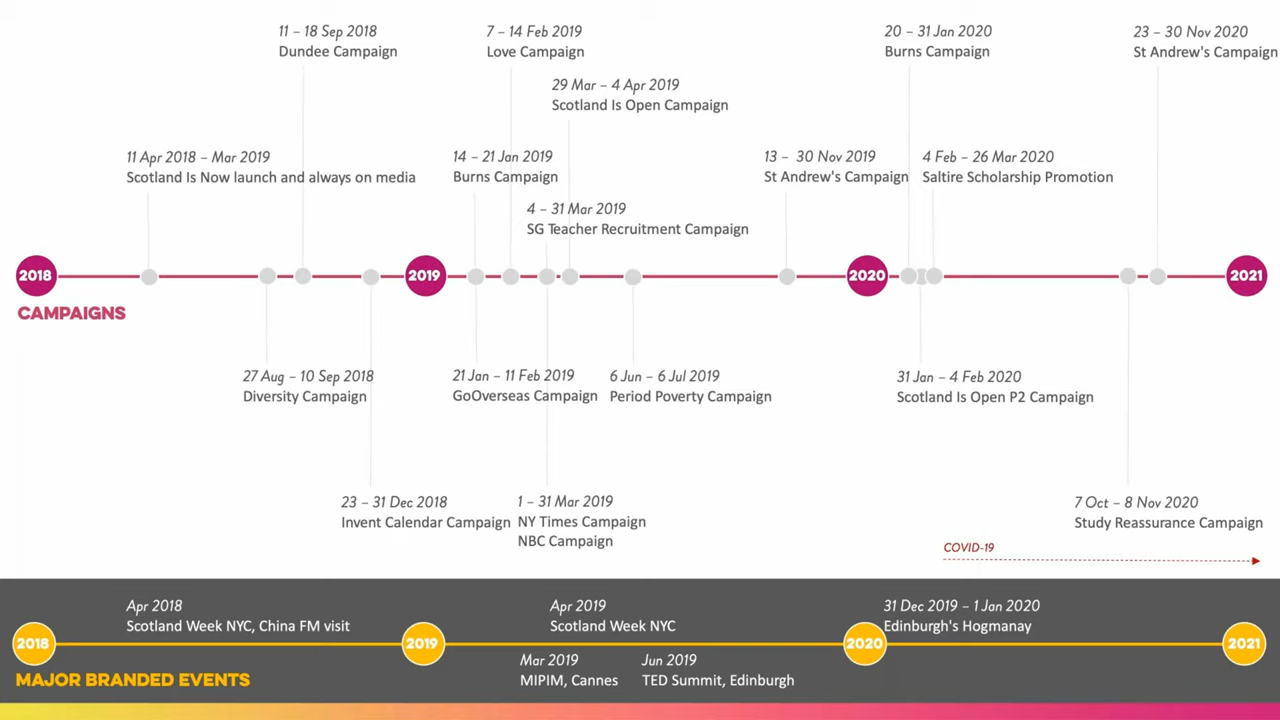 11 – 18 Sep 2018
Dundee Campaign
7 – 14 Feb 2019
Love Campaign
20 – 31 Jan 2020
Burns Campaign
23 – 30 Nov 2020
St Andrew's Campaign
29 Mar – 4 Apr 2019
Scotland Is Open Campaign
11 Apr 2018 – Mar 2019
Scotland Is Now launch and always on media
14 – 21 Jan 2019
Burns Campaign
13 – 30 Nov 2019
St Andrew's Campaign
4 Feb – 26 Mar 2020
Saltire Scholarship Promotion
4 – 31 Mar 2019
SG Teacher Recruitment Campaign
2018
2019
2020
2021
CAMPAIGNS
27 Aug – 10 Sep 2018
Diversity Campaign
21 Jan – 11 Feb 2019
GoOverseas Campaign
6 Jun – 6 Jul 2019
Period Poverty Campaign
31 Jan – 4 Feb 2020
Scotland Is Open P2 Campaign
23 – 31 Dec 2018
Invent Calendar Campaign
1 – 31 Mar 2019
NY Times Campaign
NBC Campaign
7 Oct – 8 Nov 2020
Study Reassurance Campaign
COVID-19
Apr 2018
Scotland Week NYC, China FM visit
Apr 2019
Scotland Week NYC
31 Dec 2019 – 1 Jan 2020
Edinburgh's Hogmanay
2018
2019
2020
2021
Mar 2019
MIPIM, Cannes
Jun 2019
TED Summit, Edinburgh
MAJOR BRANDED EVENTS